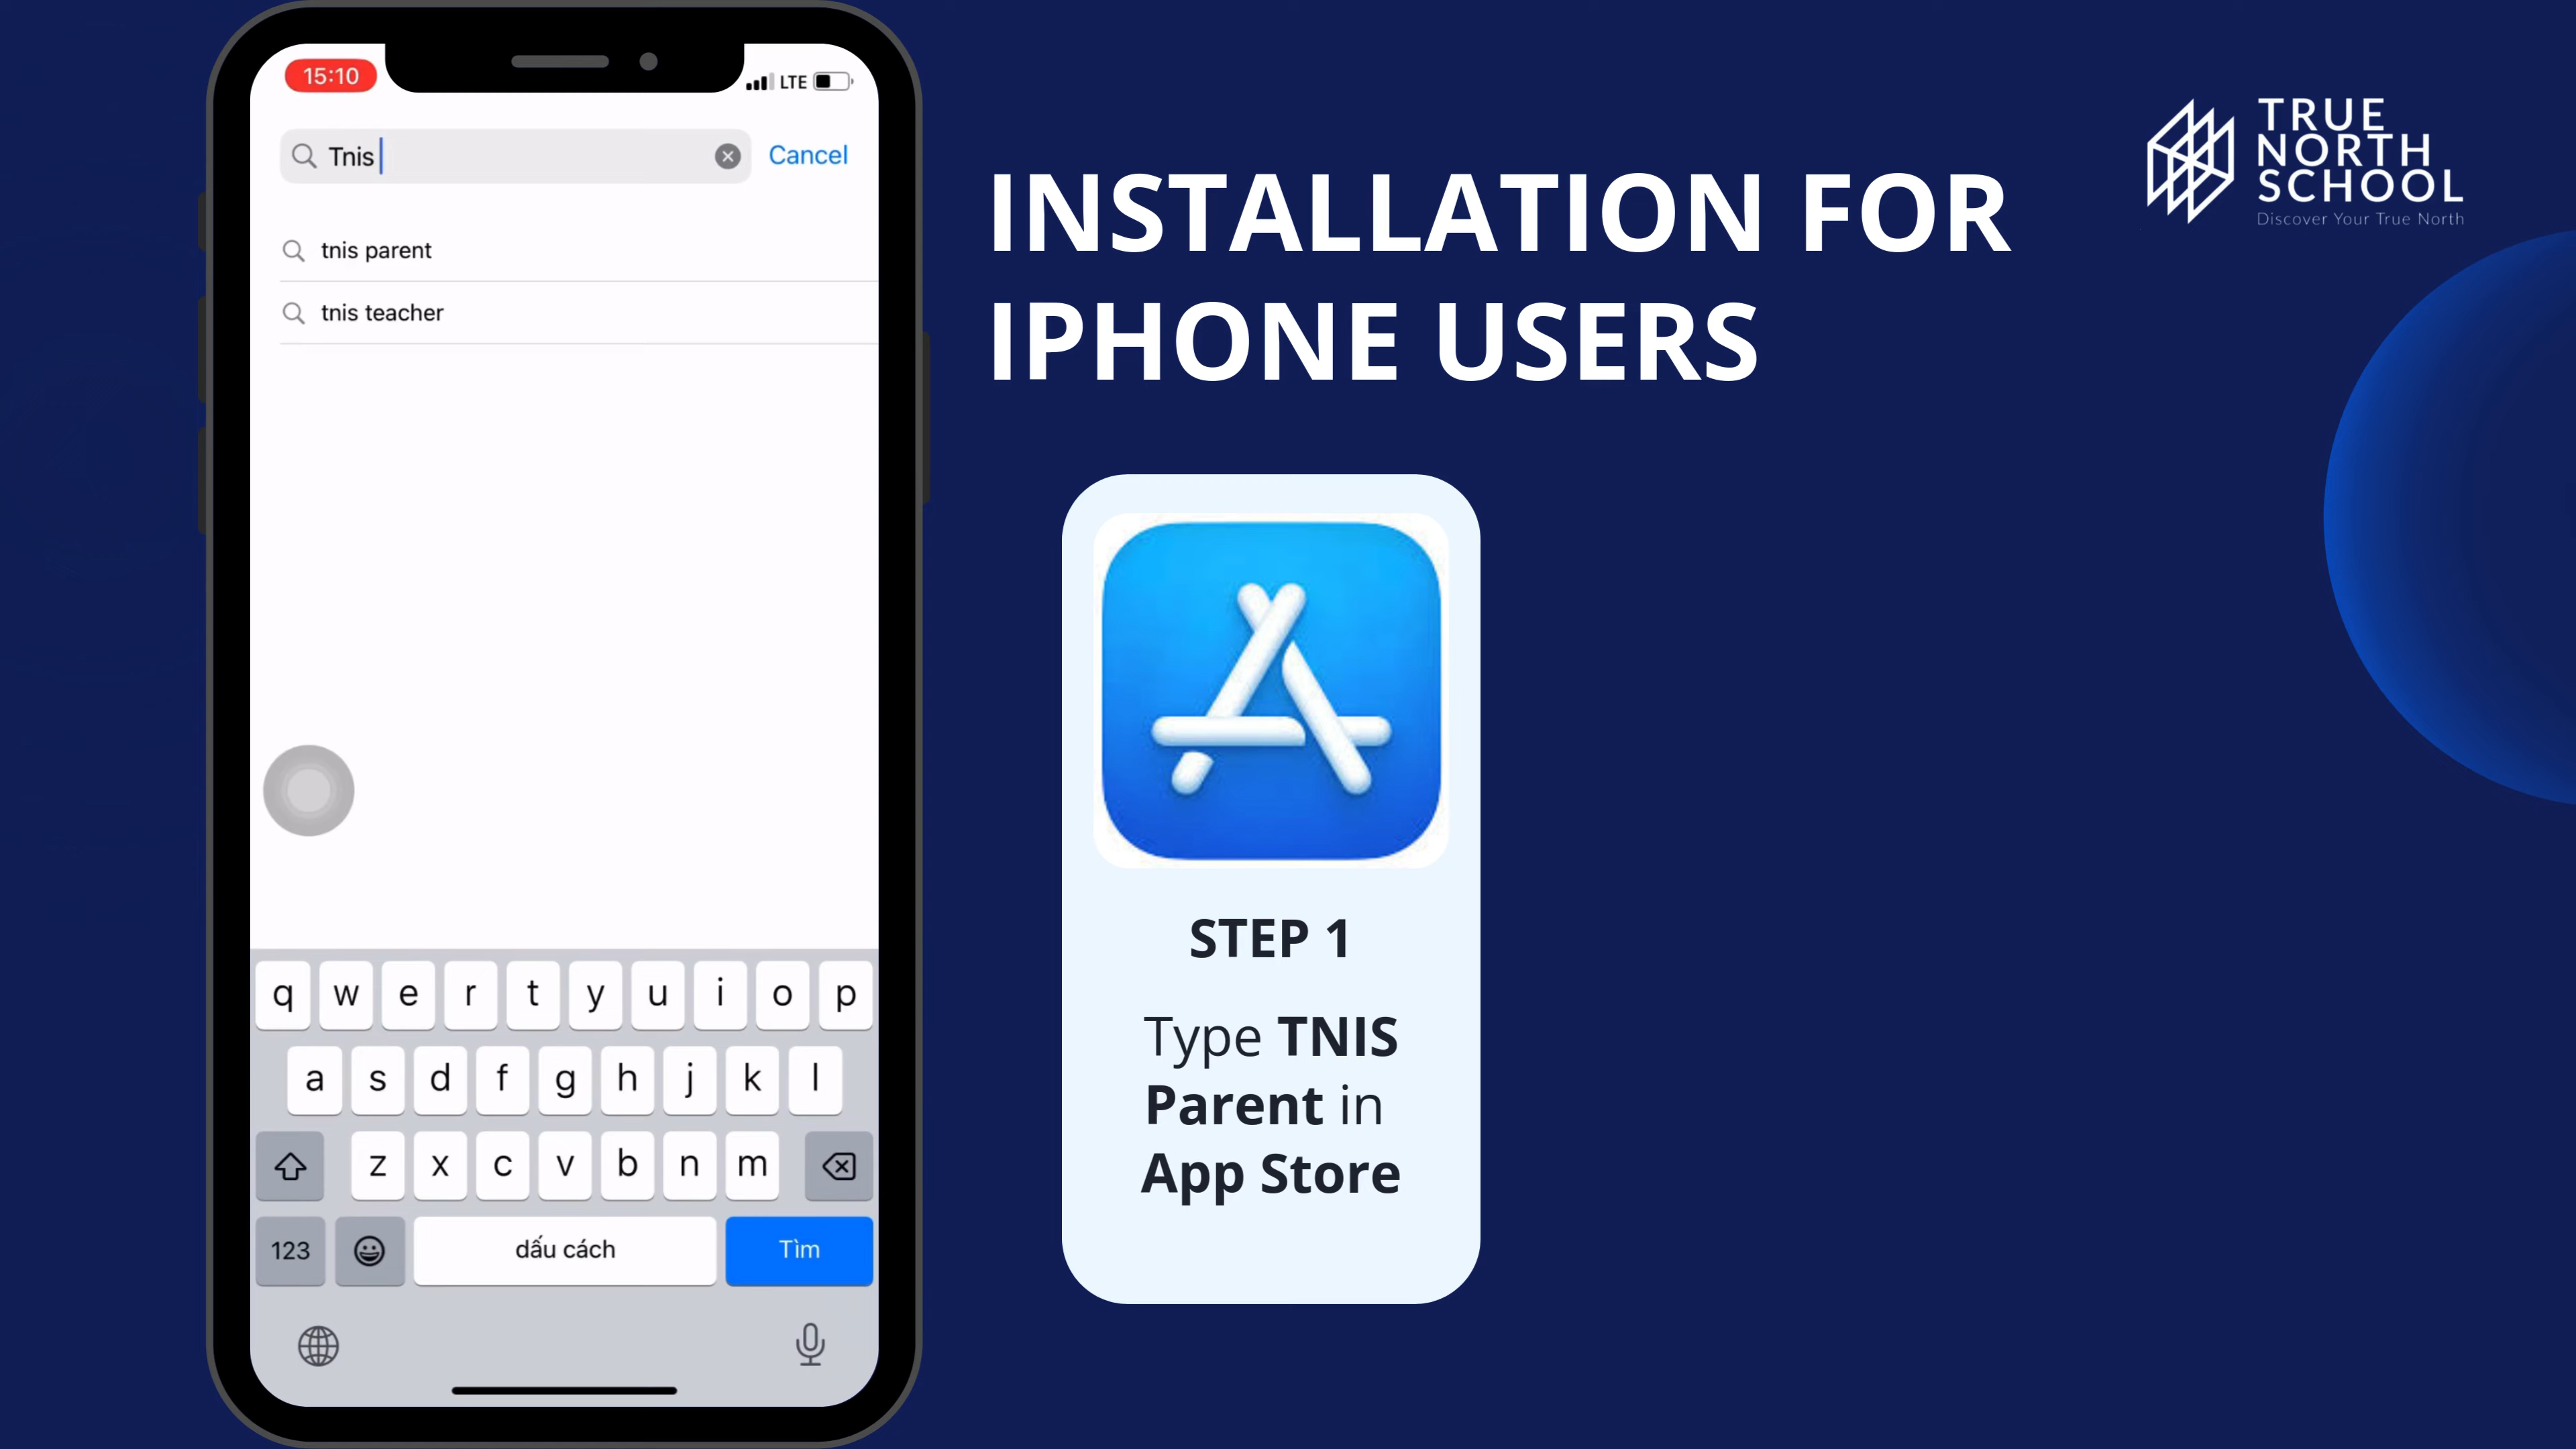 15:10
LTE
Tnis
Cancel
tnis parent
tnis teacher
q w e r t y u i o p
a s d f g h j k l
z x c v b n m
123
dấu cách
Tìm
INSTALLATION FOR
IPHONE USERS
STEP 1
Type TNIS
Parent in
App Store
TRUE
NORTH
SCHOOL
Discover Your True North